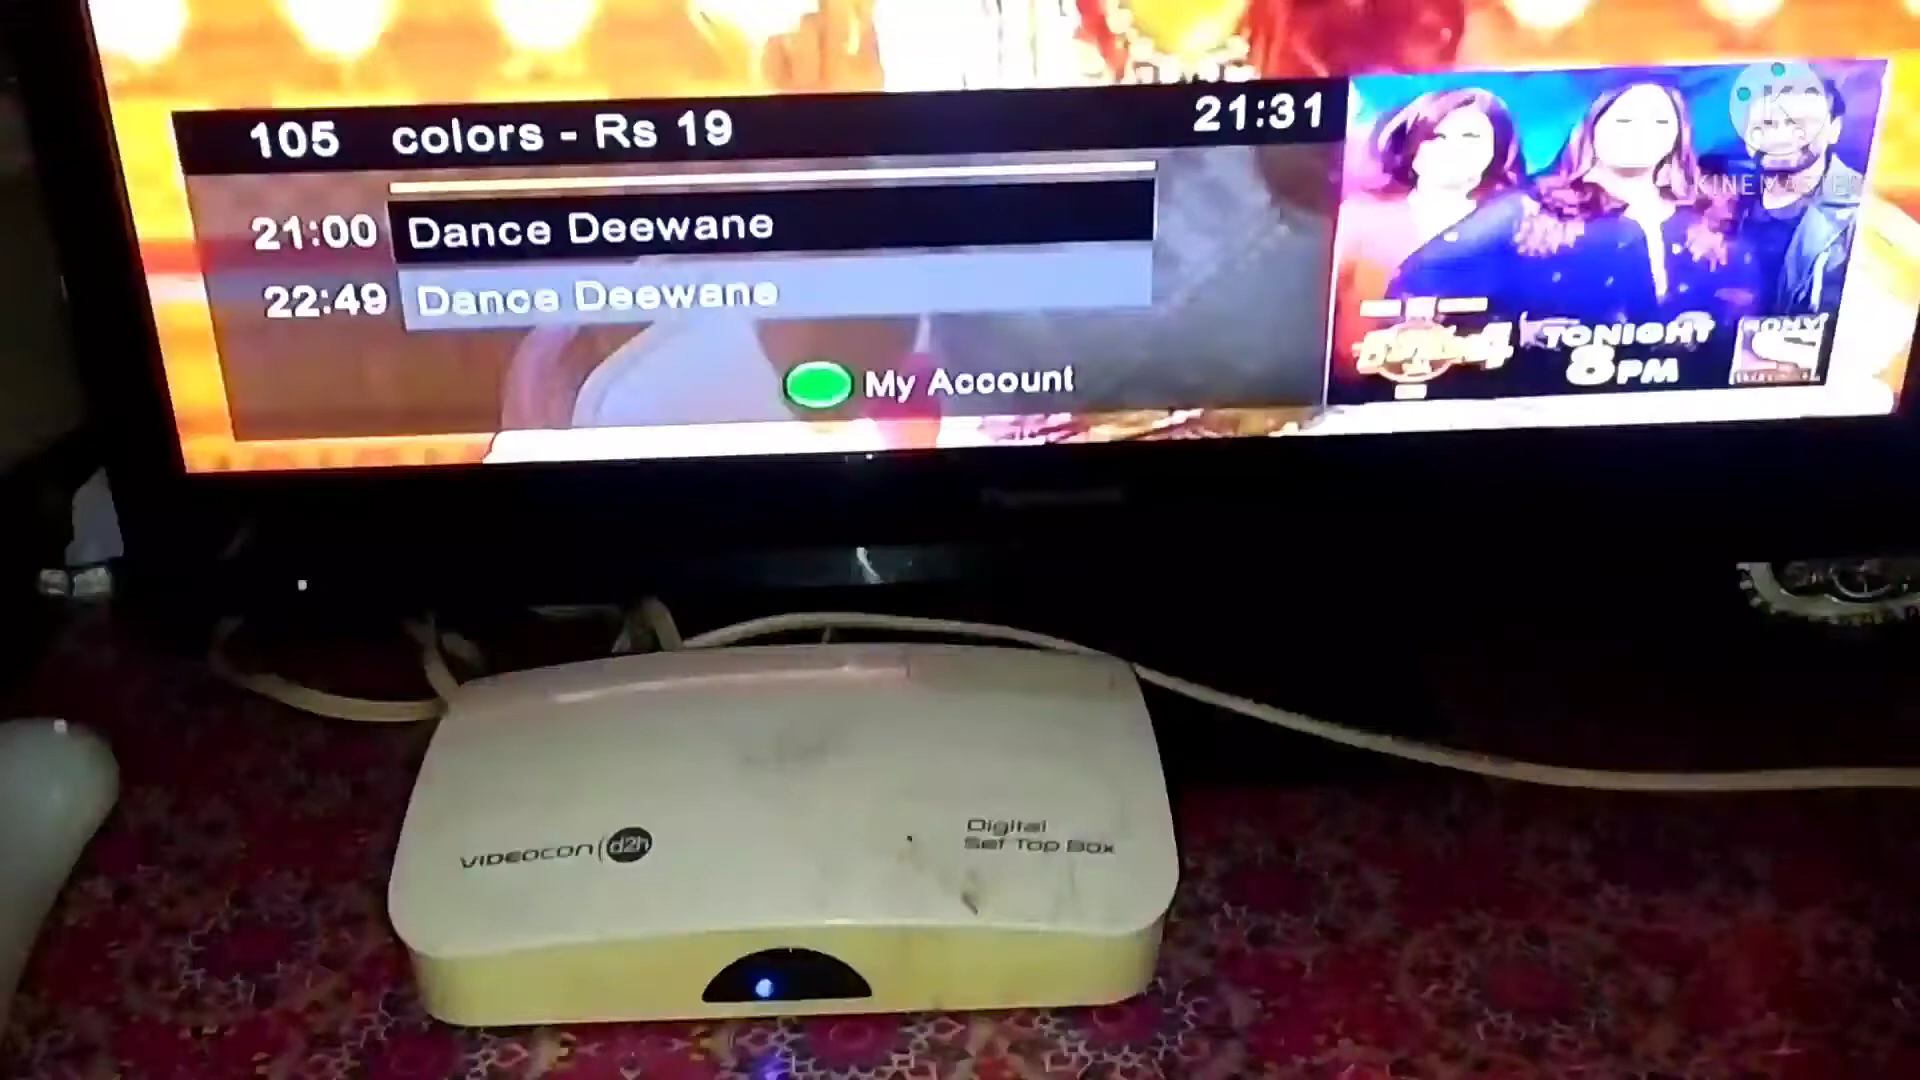 105 colors - Rs 19 21:31
21:00 Dance Deewane
22:49 Dance Deewane
My Account
KINEMASTER
TONIGHT
8PM
SONY
Panasonic
VIDEOCON d2h
Digital
Set Top Box